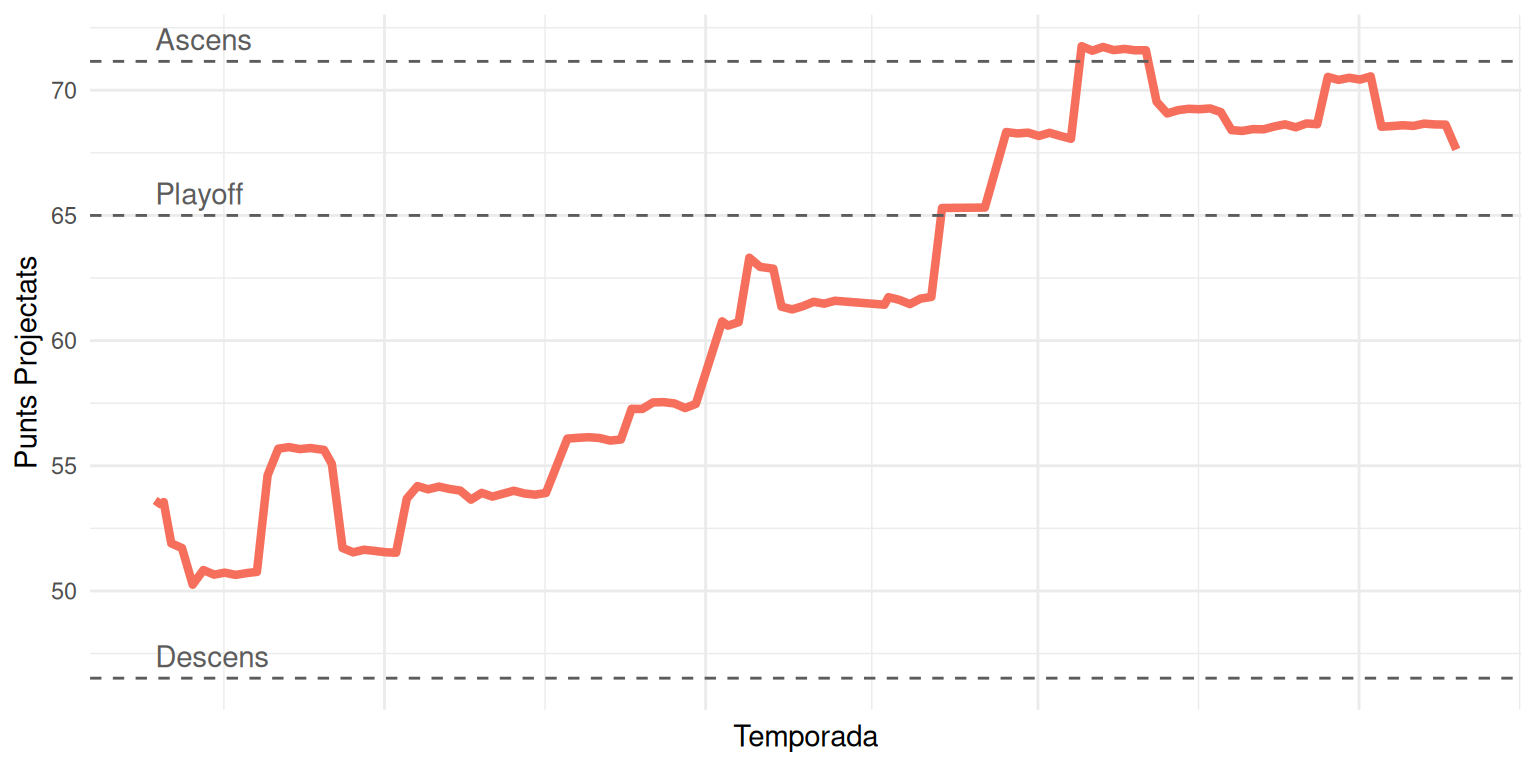 Ascens
70
Playoff
65
Punts Projectats
60
55
50
Descens
Temporada